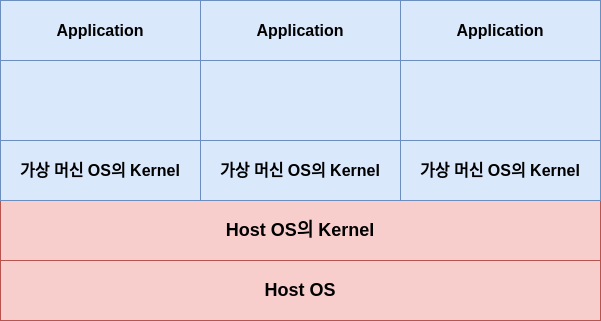 Application
Application
Application
가상 머신 OS의 Kernel
가상 머신 OS의 Kernel
가상 머신 OS의 Kernel
Host OS의 Kernel
Host OS